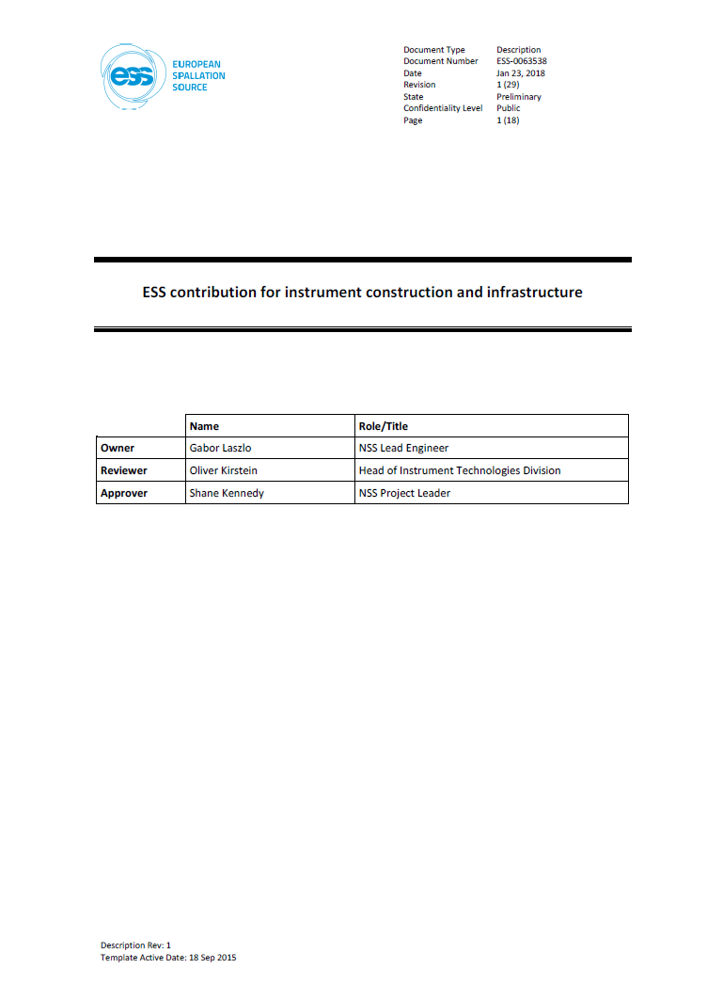 ess
EUROPEAN
SPALLATION
SOURCE
Document Type Description
Document Number ESS-0063538
Date Jan 23, 2018
Revision 1 (29)
State Preliminary
Confidentiality Level Public
Page 1 (18)
ESS contribution for instrument construction and infrastructure
Name Role/Title
Owner Gabor Laszlo NSS Lead Engineer
Reviewer Oliver Kirstein Head of Instrument Technologies Division
Approver Shane Kennedy NSS Project Leader
Description Rev: 1
Template Active Date: 18 Sep 2015